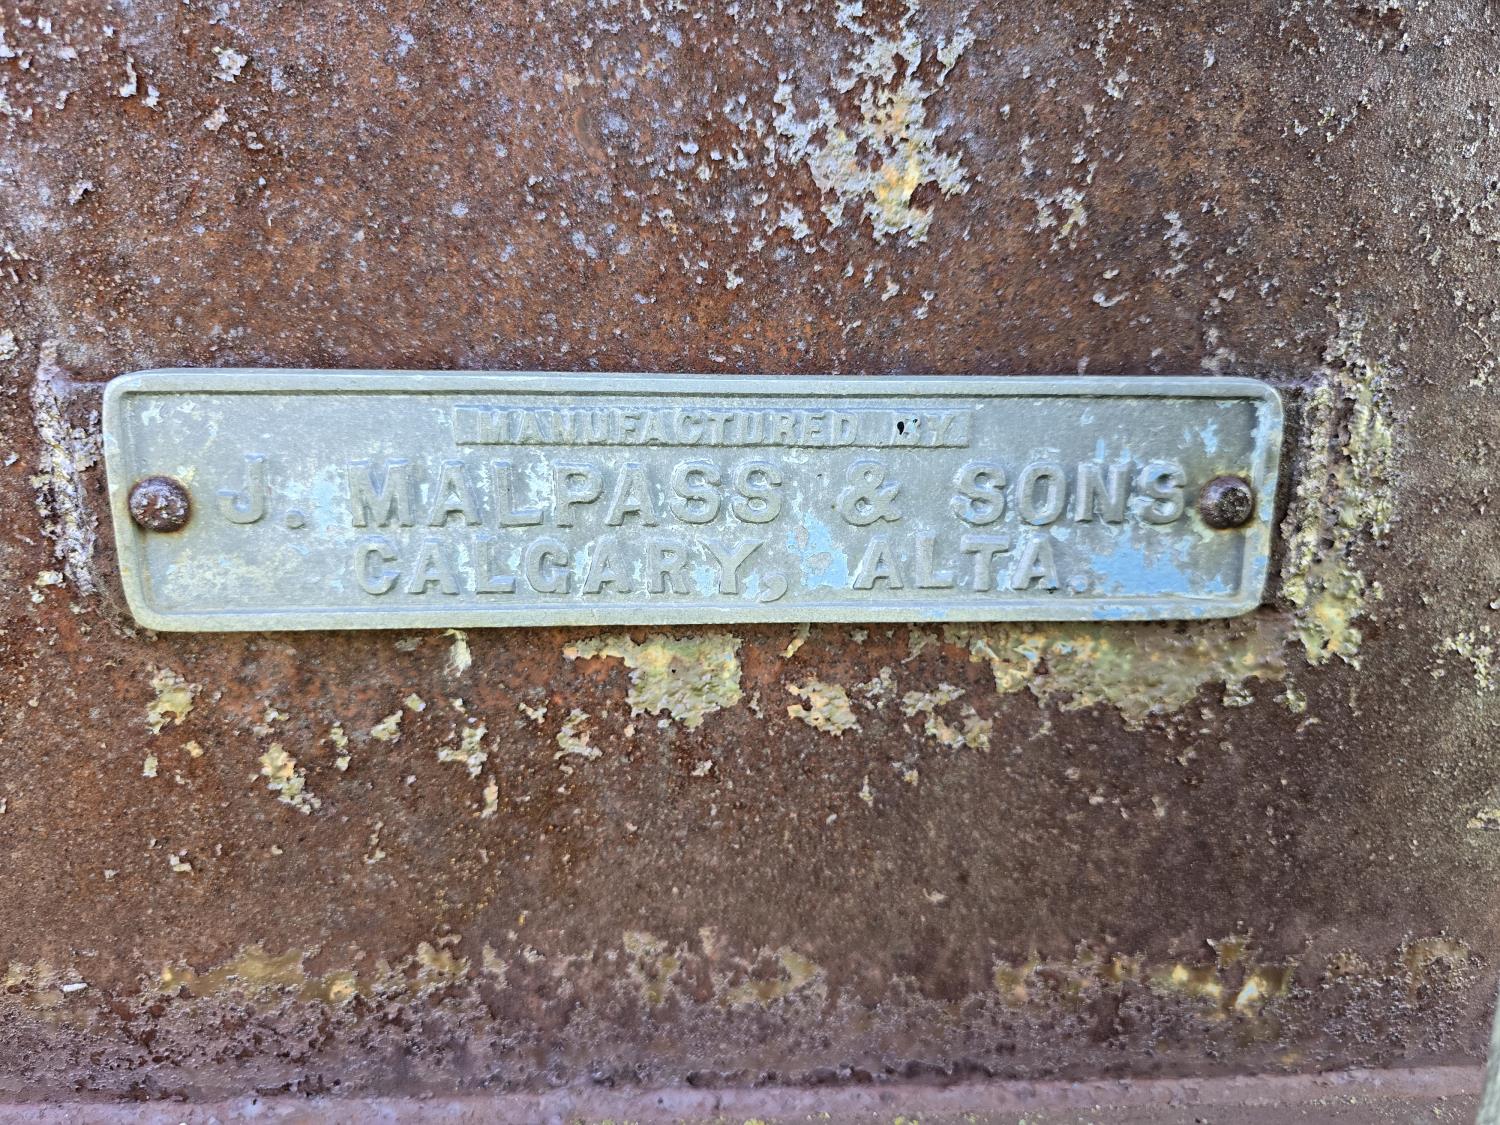 MANUFACTURED BY
J. MALPASS & SONS
CALGARY, ALTA.